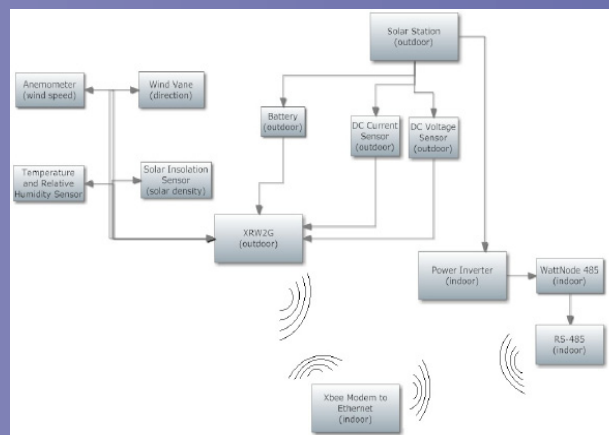 Solar Station
(outdoor)
Anemometer
(wind speed)
Wind Vane
(direction)
Battery
(outdoor)
DC Current
Sensor
(outdoor)
DC Voltage
Sensor
(outdoor)
Temperature
and Relative
Humidity Sensor
Solar Insolation
Sensor
(solar density)
XRW2G
(outdoor)
Power Inverter
(indoor)
WattNode 485
(indoor)
RS-485
(indoor)
Xbee Modem to
Ethernet
(indoor)